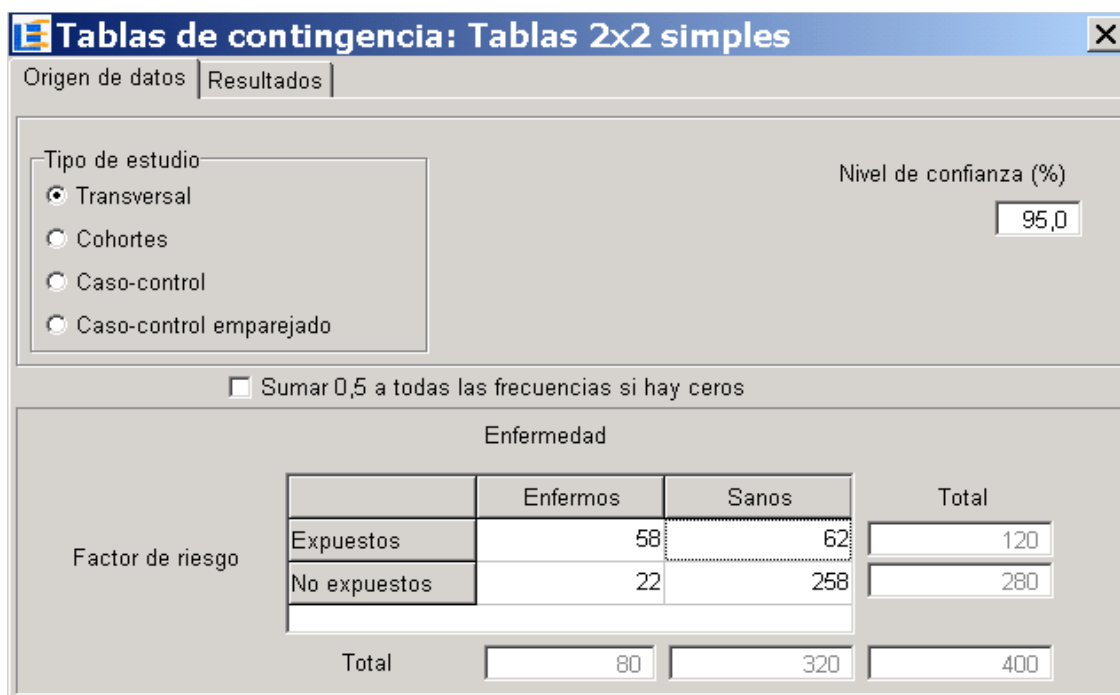 Tablas de contingencia: Tablas 2x2 simples
Origen de datos Resultados
Tipo de estudio
Nivel de confianza (%)
Transversal
95,0
Cohortes
Caso-control
Caso-control emparejado
Sumar 0,5 a todas las frecuencias si hay ceros
Enfermedad
Enfermos Sanos Total
Factor de riesgo
Expuestos 58 62 120
No expuestos 22 258 280
Total 80 320 400